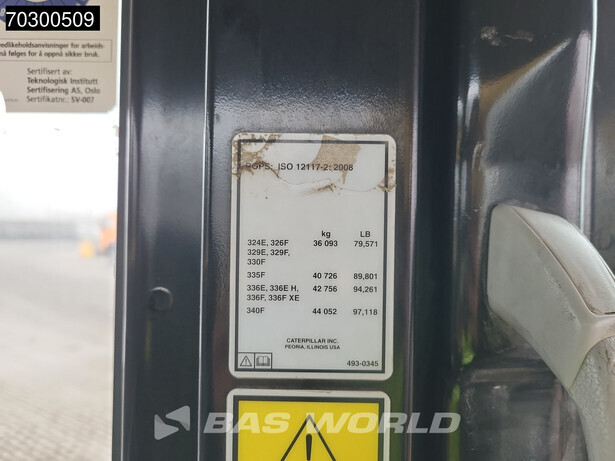 70300509
vedlikeholdsanvisninger for arbeids-
må følges for å oppnå sikker bruk.
Sertifisert av:
Teknologisk Institutt
Sertifisering AS, Oslo
Sertifikatnr.: SV-007
ROPS: ISO 12117-2: 2008
kg LB
324E, 326F 36 093 79,571
329E, 329F,
330F
335F 40 726 89,801
336E, 336E H, 42 756 94,261
336F, 336F XE
340F 44 052 97,118
CATERPILLAR INC.
PEORIA, ILLINOIS USA
493-0345
BAS WORLD